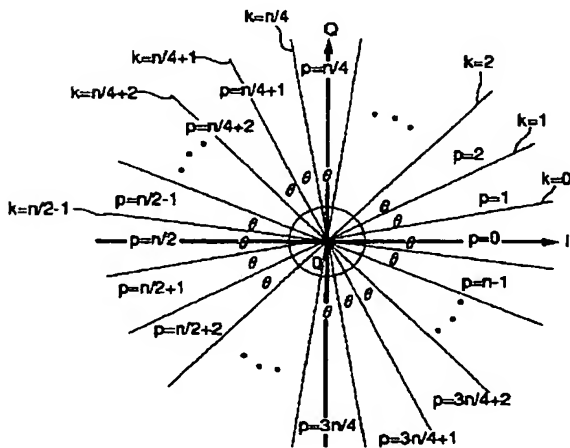 k=n/4
Q
k=n/4+1
p=n/4
k=2
k=n/4+2
p=n/4+1
p=n/4+2
k=1
p=2
θ θ θ
θ
k=0
p=n/2-1
p=1
θ
θ
k=n/2-1
θ
p=n/2
θ
θ
p=0
I
0
θ
θ
p=n/2+1
θ
θ
p=n-1
θ
θ
p=n/2+2
θ
θ
p=3n/4+2
p=3n/4
p=3n/4+1